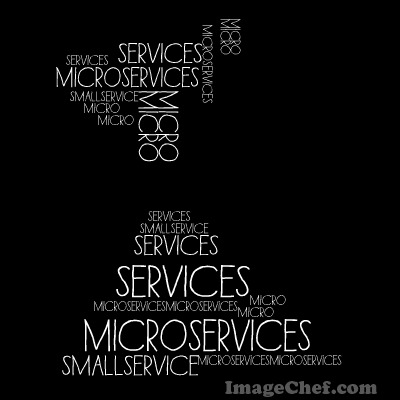 MICRO
MICROSERVICES
SERVICES
SERVICES
MICROSERVICES
SMALLSERVICE
MICRO
MICRO
MICRO
SERVICES
SMALLSERVICE
SERVICES
SERVICES
MICROSERVICESMICROSERVICES MICRO
MICRO
MICROSERVICES
SMALLSERVICE MICROSERVICESMICROSERVICES
ImageChef.com